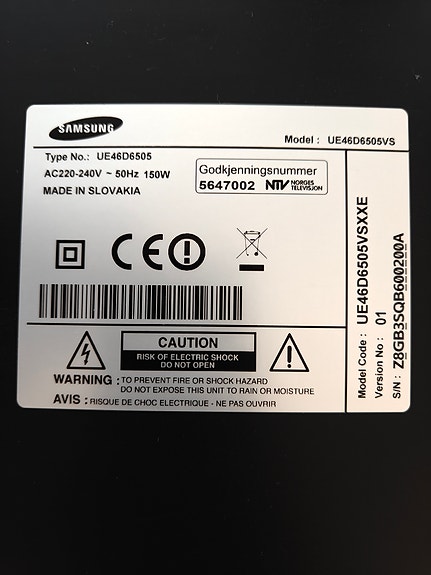 SAMSUNG
Model : UE46D6505VS
Type No.: UE46D6505
AC220-240V ~ 50Hz 150W
MADE IN SLOVAKIA
Godkjenningsnummer
5647002 NTV NORGES
TELEVISJON
CE
CAUTION
RISK OF ELECTRIC SHOCK
DO NOT OPEN
WARNING : TO PREVENT FIRE OR SHOCK HAZARD
DO NOT EXPOSE THIS UNIT TO RAIN OR MOISTURE
AVIS : RISQUE DE CHOC ELECTRIQUE - NE PAS OUVRIR
Model Code : UE46D6505VSXXE
Version No : 01
S/N : Z8GB3SQB600200A